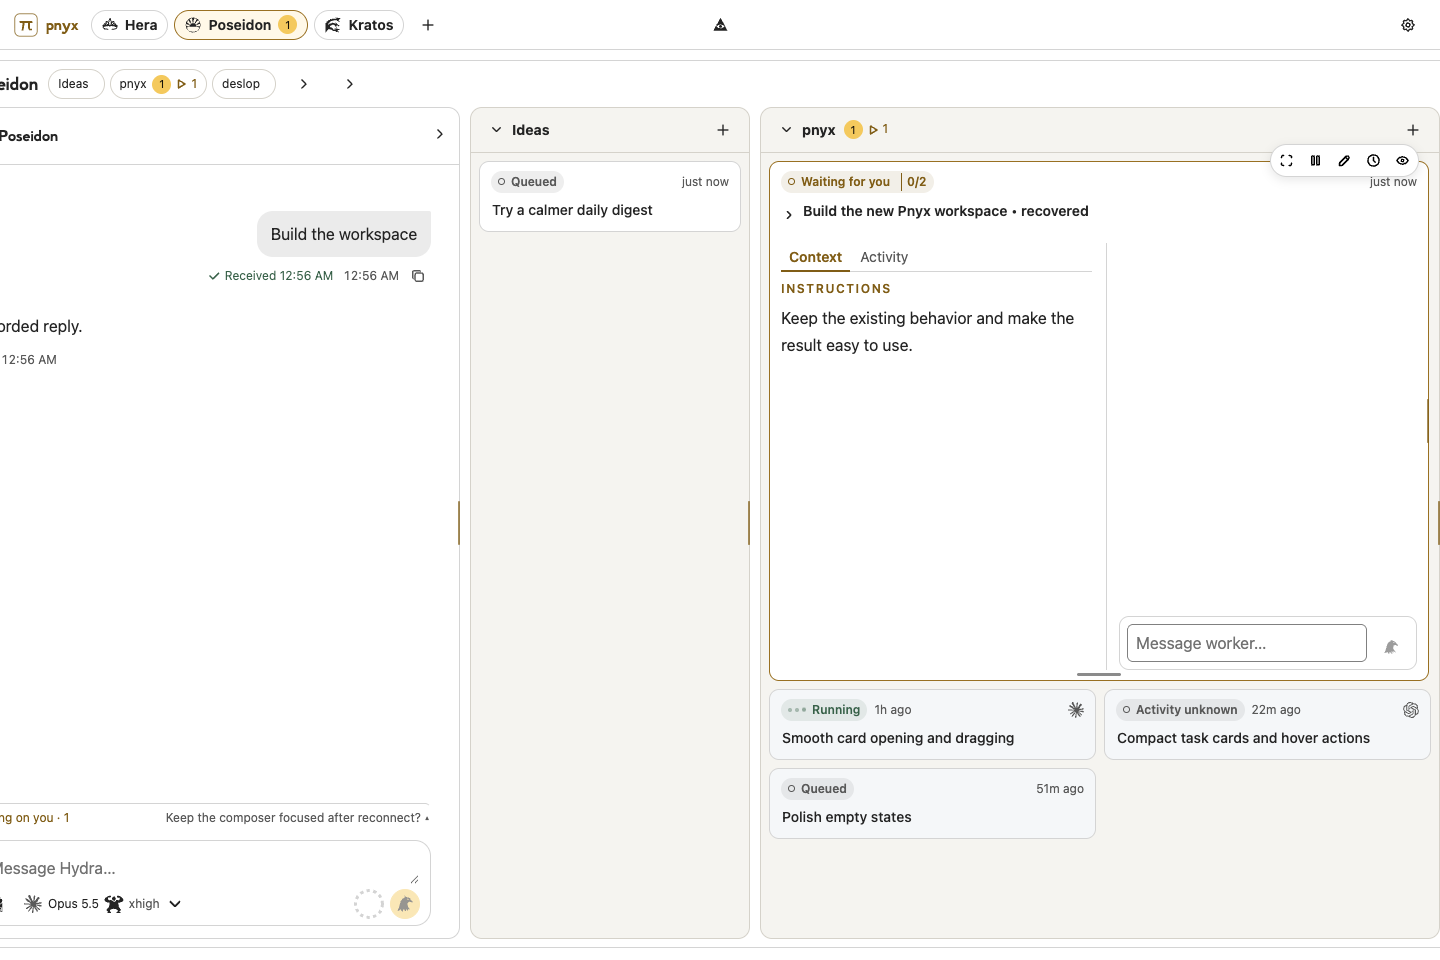 π pnyx Hera Poseidon 1 Kratos +
eidon Ideas pnyx 1 1 deslop
Poseidon
Build the workspace
Received 12:56 AM 12:56 AM
orded reply.
12:56 AM
ng on you · 1 Keep the composer focused after reconnect?
Message Hydra...
Opus 5.5 xhigh
Ideas
Queued just now
Try a calmer daily digest
pnyx 1 1
Waiting for you 0/2 just now
Build the new Pnyx workspace • recovered
Context Activity
INSTRUCTIONS
Keep the existing behavior and make the
result easy to use.
Message worker...
Running 1h ago
Smooth card opening and dragging
Activity unknown 22m ago
Compact task cards and hover actions
Queued 51m ago
Polish empty states